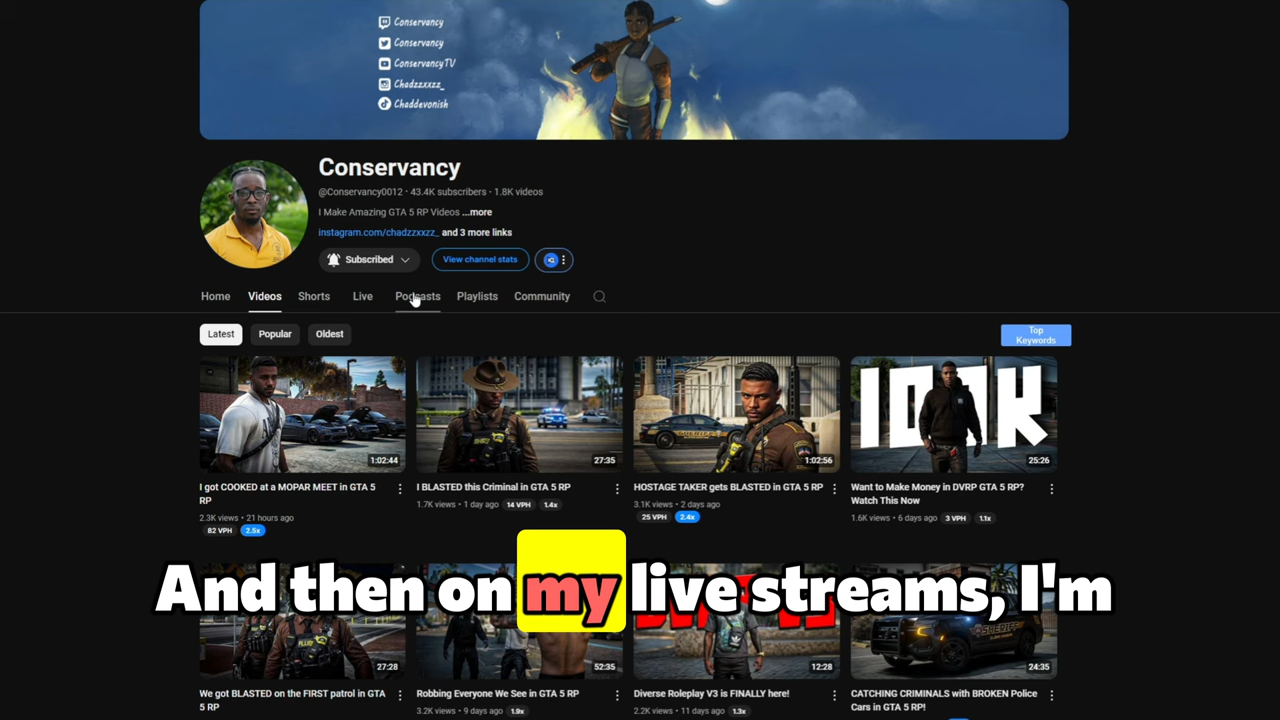 Conservancy
Conservancy
ConservancyTV
Chadzzxxzz_
Chaddevonish
Conservancy
@Conservancy0012 · 43.4K subscribers · 1.8K videos
I Make Amazing GTA 5 RP Videos ...more
instagram.com/chadzzxxzz_ and 3 more links
Subscribed
View channel stats
Home Videos Shorts Live Podcasts Playlists Community
Latest Popular Oldest
Top
Keywords
100K
SHERIFF
1:02:44
27:35
1:02:56
25:26
I got COOKED at a MOPAR MEET in GTA 5
RP
2.3K views · 21 hours ago
82 VPH 2.5x
I BLASTED this Criminal in GTA 5 RP
1.7K views · 1 day ago 14 VPH 1.4x
HOSTAGE TAKER gets BLASTED in GTA 5 RP
3.1K views · 2 days ago
25 VPH 2.4x
Want to Make Money in DVRP GTA 5 RP?
Watch This Now
1.6K views · 6 days ago 3 VPH 1.1x
And then on my live streams, I'm
SHERIFF
27:28
52:35
12:28
24:35
We got BLASTED on the FIRST patrol in GTA
5 RP
Robbing Everyone We See in GTA 5 RP
3.2K views · 9 days ago 1.9x
Diverse Roleplay V3 is FINALLY here!
2.2K views · 11 days ago 1.3x
CATCHING CRIMINALS with BROKEN Police
Cars in GTA 5 RP!